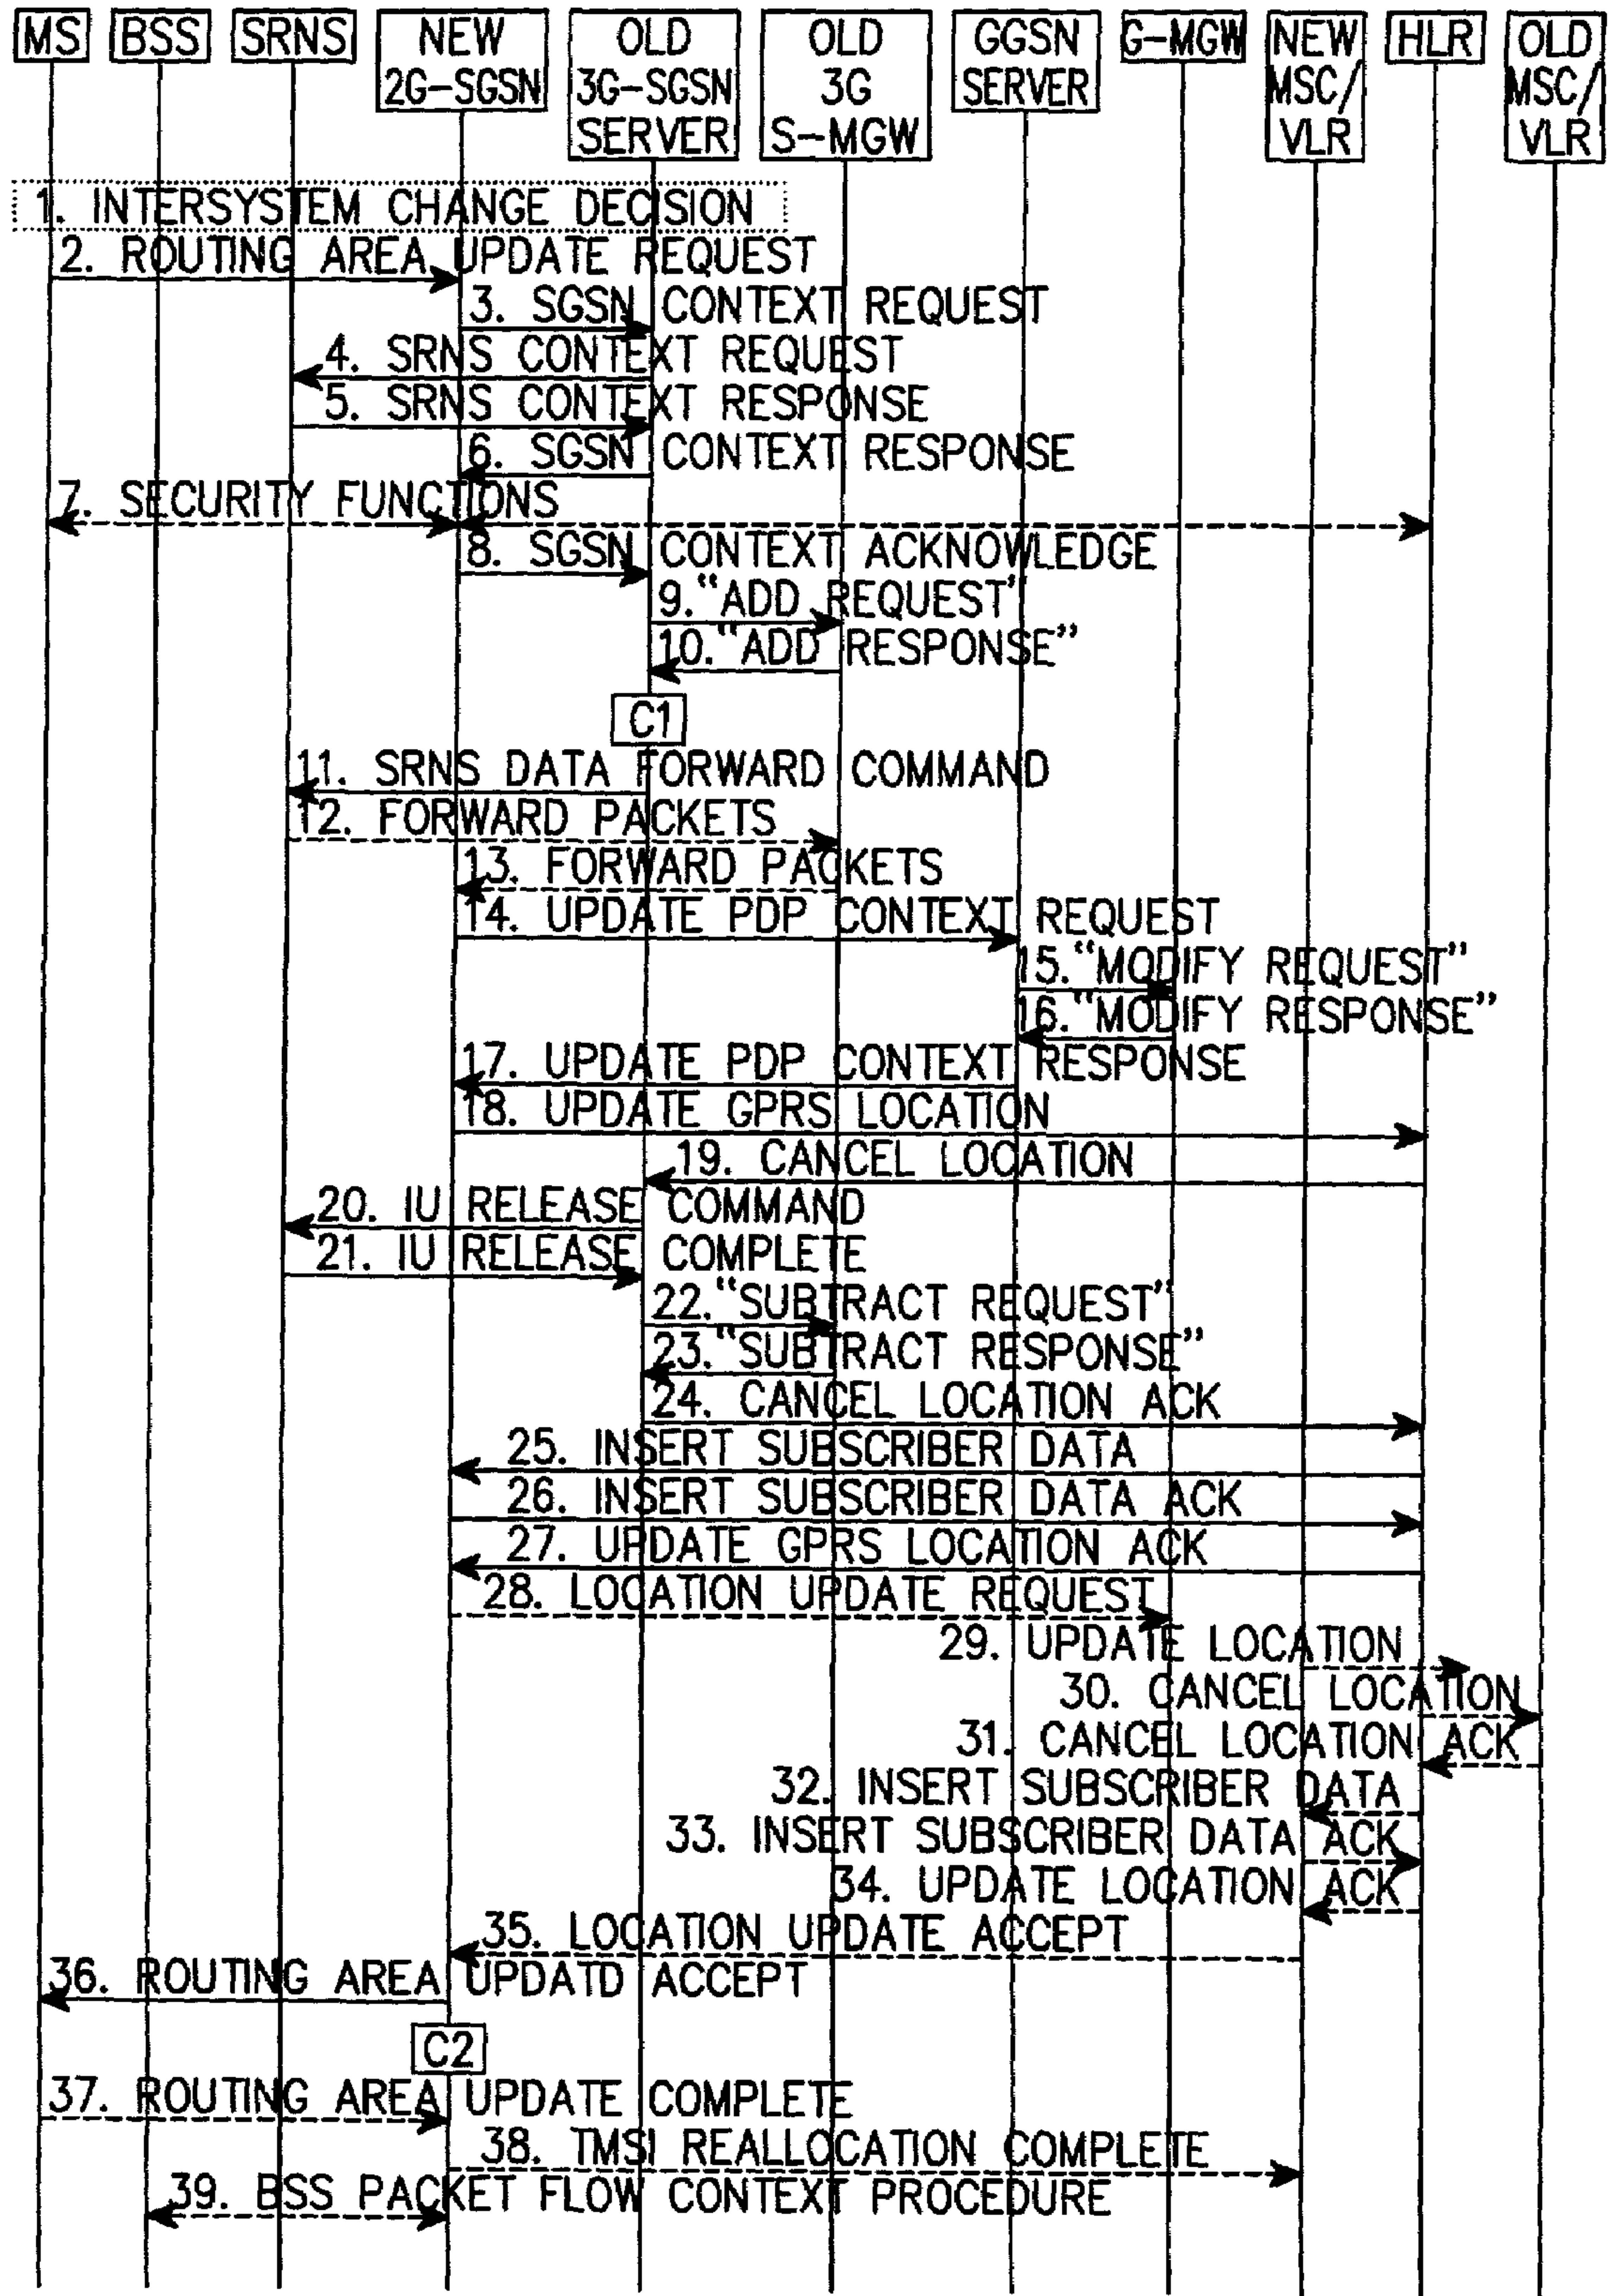 MS
BSS
SRNS
NEW
2G-SGSN
OLD
3G-SGSN
SERVER
OLD
3G
S-MGW
GGSN
SERVER
G-MGW
NEW
MSC/
VLR
HLR
OLD
MSC/
VLR
1. INTERSYSTEM CHANGE DECISION
2. ROUTING AREA UPDATE REQUEST
3. SGSN CONTEXT REQUEST
4. SRNS CONTEXT REQUEST
5. SRNS CONTEXT RESPONSE
6. SGSN CONTEXT RESPONSE
7. SECURITY FUNCTIONS
8. SGSN CONTEXT ACKNOWLEDGE
9. “ADD REQUEST”
10. “ADD RESPONSE”
C1
11. SRNS DATA FORWARD COMMAND
12. FORWARD PACKETS
13. FORWARD PACKETS
14. UPDATE PDP CONTEXT REQUEST
15. “MODIFY REQUEST”
16. “MODIFY RESPONSE”
17. UPDATE PDP CONTEXT RESPONSE
18. UPDATE GPRS LOCATION
19. CANCEL LOCATION
20. IU RELEASE COMMAND
21. IU RELEASE COMPLETE
22. “SUBTRACT REQUEST”
23. “SUBTRACT RESPONSE”
24. CANCEL LOCATION ACK
25. INSERT SUBSCRIBER DATA
26. INSERT SUBSCRIBER DATA ACK
27. UPDATE GPRS LOCATION ACK
28. LOCATION UPDATE REQUEST
29. UPDATE LOCATION
30. CANCEL LOCATION
31. CANCEL LOCATION ACK
32. INSERT SUBSCRIBER DATA
33. INSERT SUBSCRIBER DATA ACK
34. UPDATE LOCATION ACK
35. LOCATION UPDATE ACCEPT
36. ROUTING AREA UPDATD ACCEPT
C2
37. ROUTING AREA UPDATE COMPLETE
38. TMSI REALLOCATION COMPLETE
39. BSS PACKET FLOW CONTEXT PROCEDURE